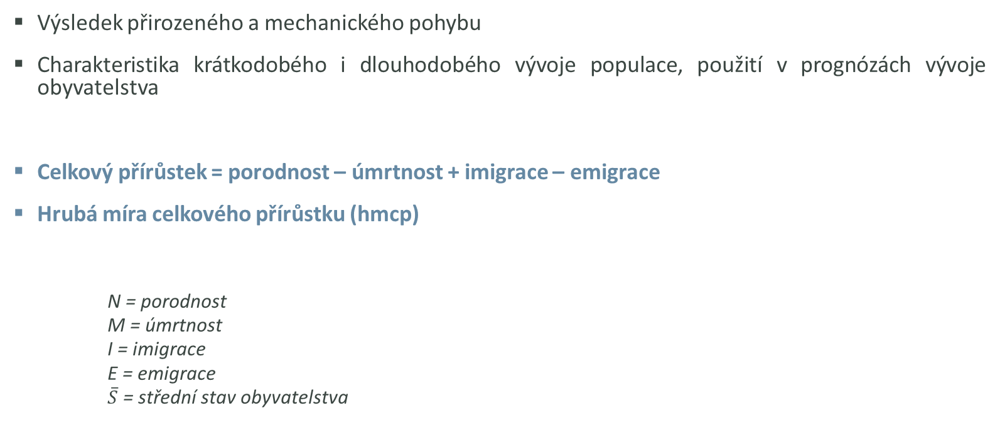 ▪ Výsledek přirozeného a mechanického pohybu
▪ Charakteristika krátkodobého i dlouhodobého vývoje populace, použití v prognózách vývoje
obyvatelstva
▪ Celkový přírůstek = porodnost – úmrtnost + imigrace – emigrace
▪ Hrubá míra celkového přírůstku (hmcp)
N = porodnost
M = úmrtnost
I = imigrace
E = emigrace
S̄ = střední stav obyvatelstva